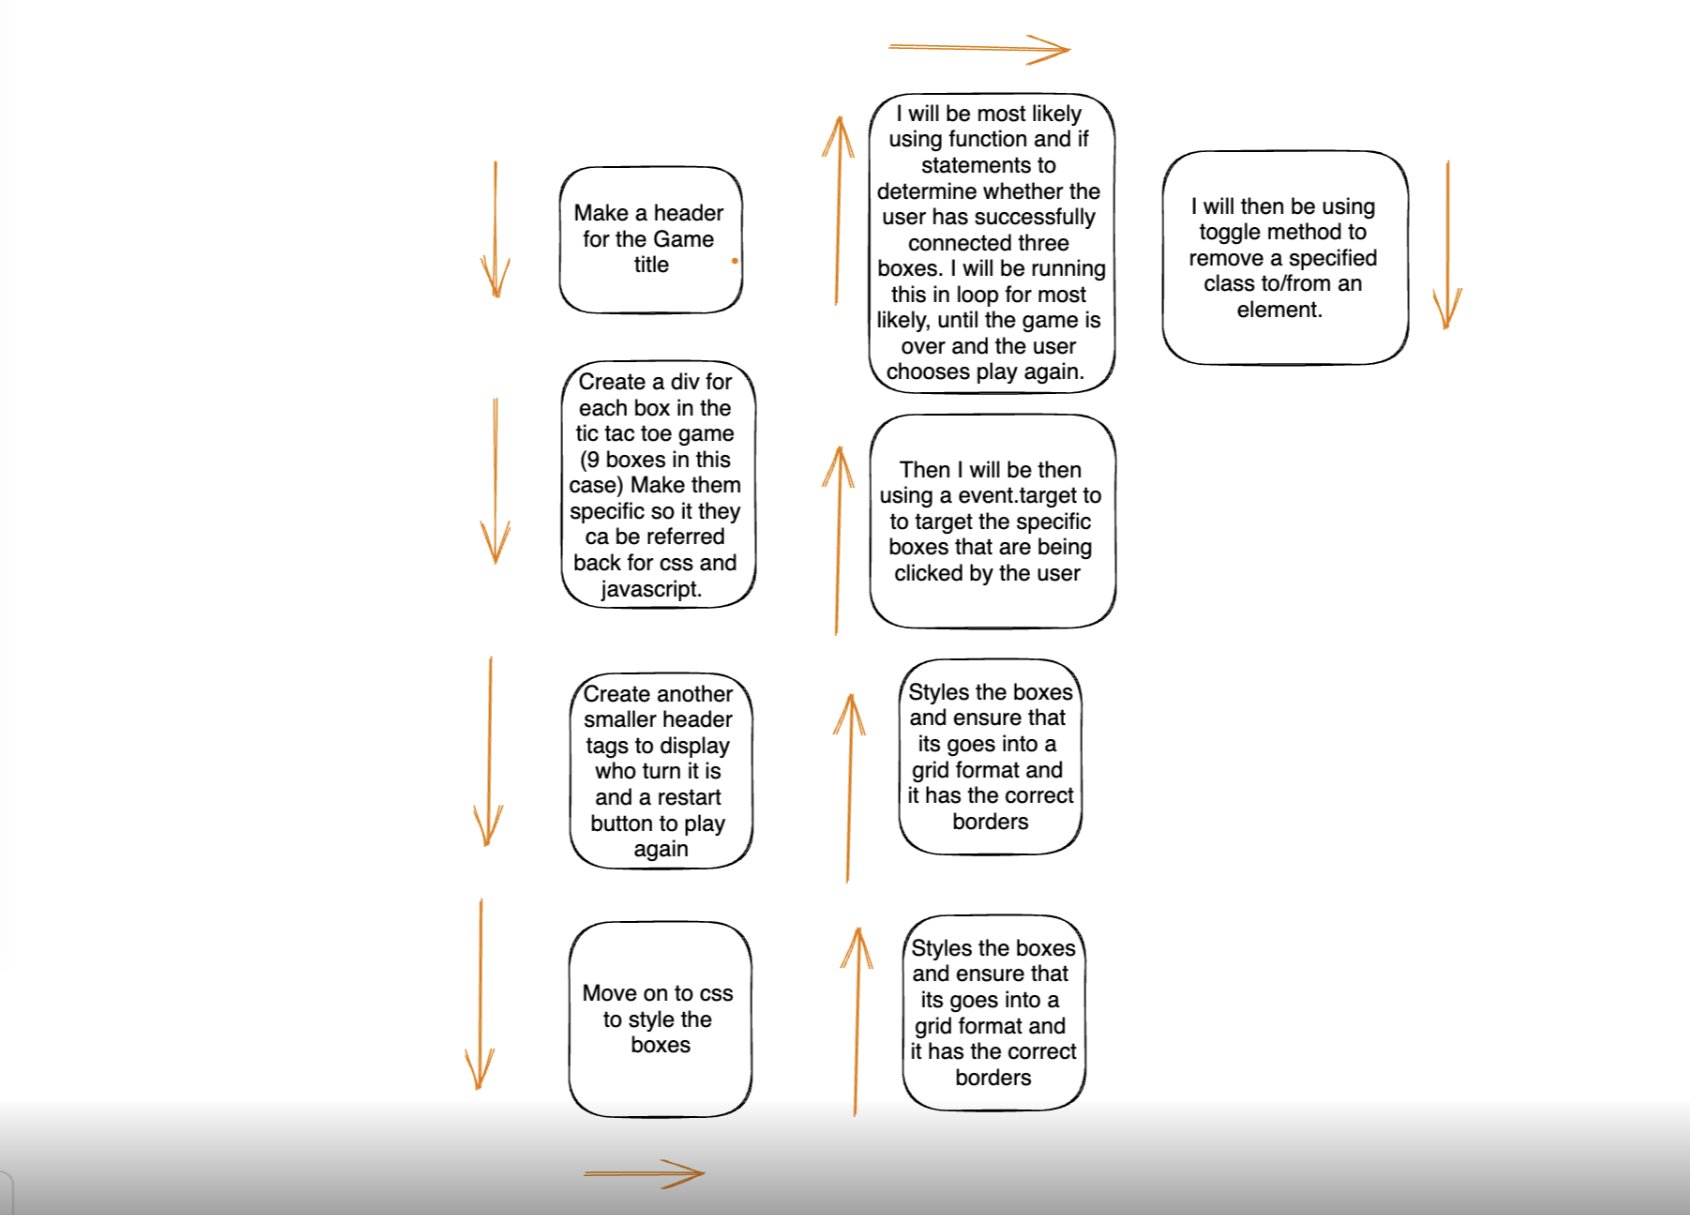 Make a header
for the Game
title
Create a div for
each box in the
tic tac toe game
(9 boxes in this
case) Make them
specific so it they
ca be referred
back for css and
javascript.
Create another
smaller header
tags to display
who turn it is
and a restart
button to play
again
Move on to css
to style the
boxes
Styles the boxes
and ensure that
its goes into a
grid format and
it has the correct
borders
Styles the boxes
and ensure that
its goes into a
grid format and
it has the correct
borders
Then I will be then
using a event.target to
to target the specific
boxes that are being
clicked by the user
I will be most likely
using function and if
statements to
determine whether the
user has successfully
connected three
boxes. I will be running
this in loop for most
likely, until the game is
over and the user
chooses play again.
I will then be using
toggle method to
remove a specified
class to/from an
element.